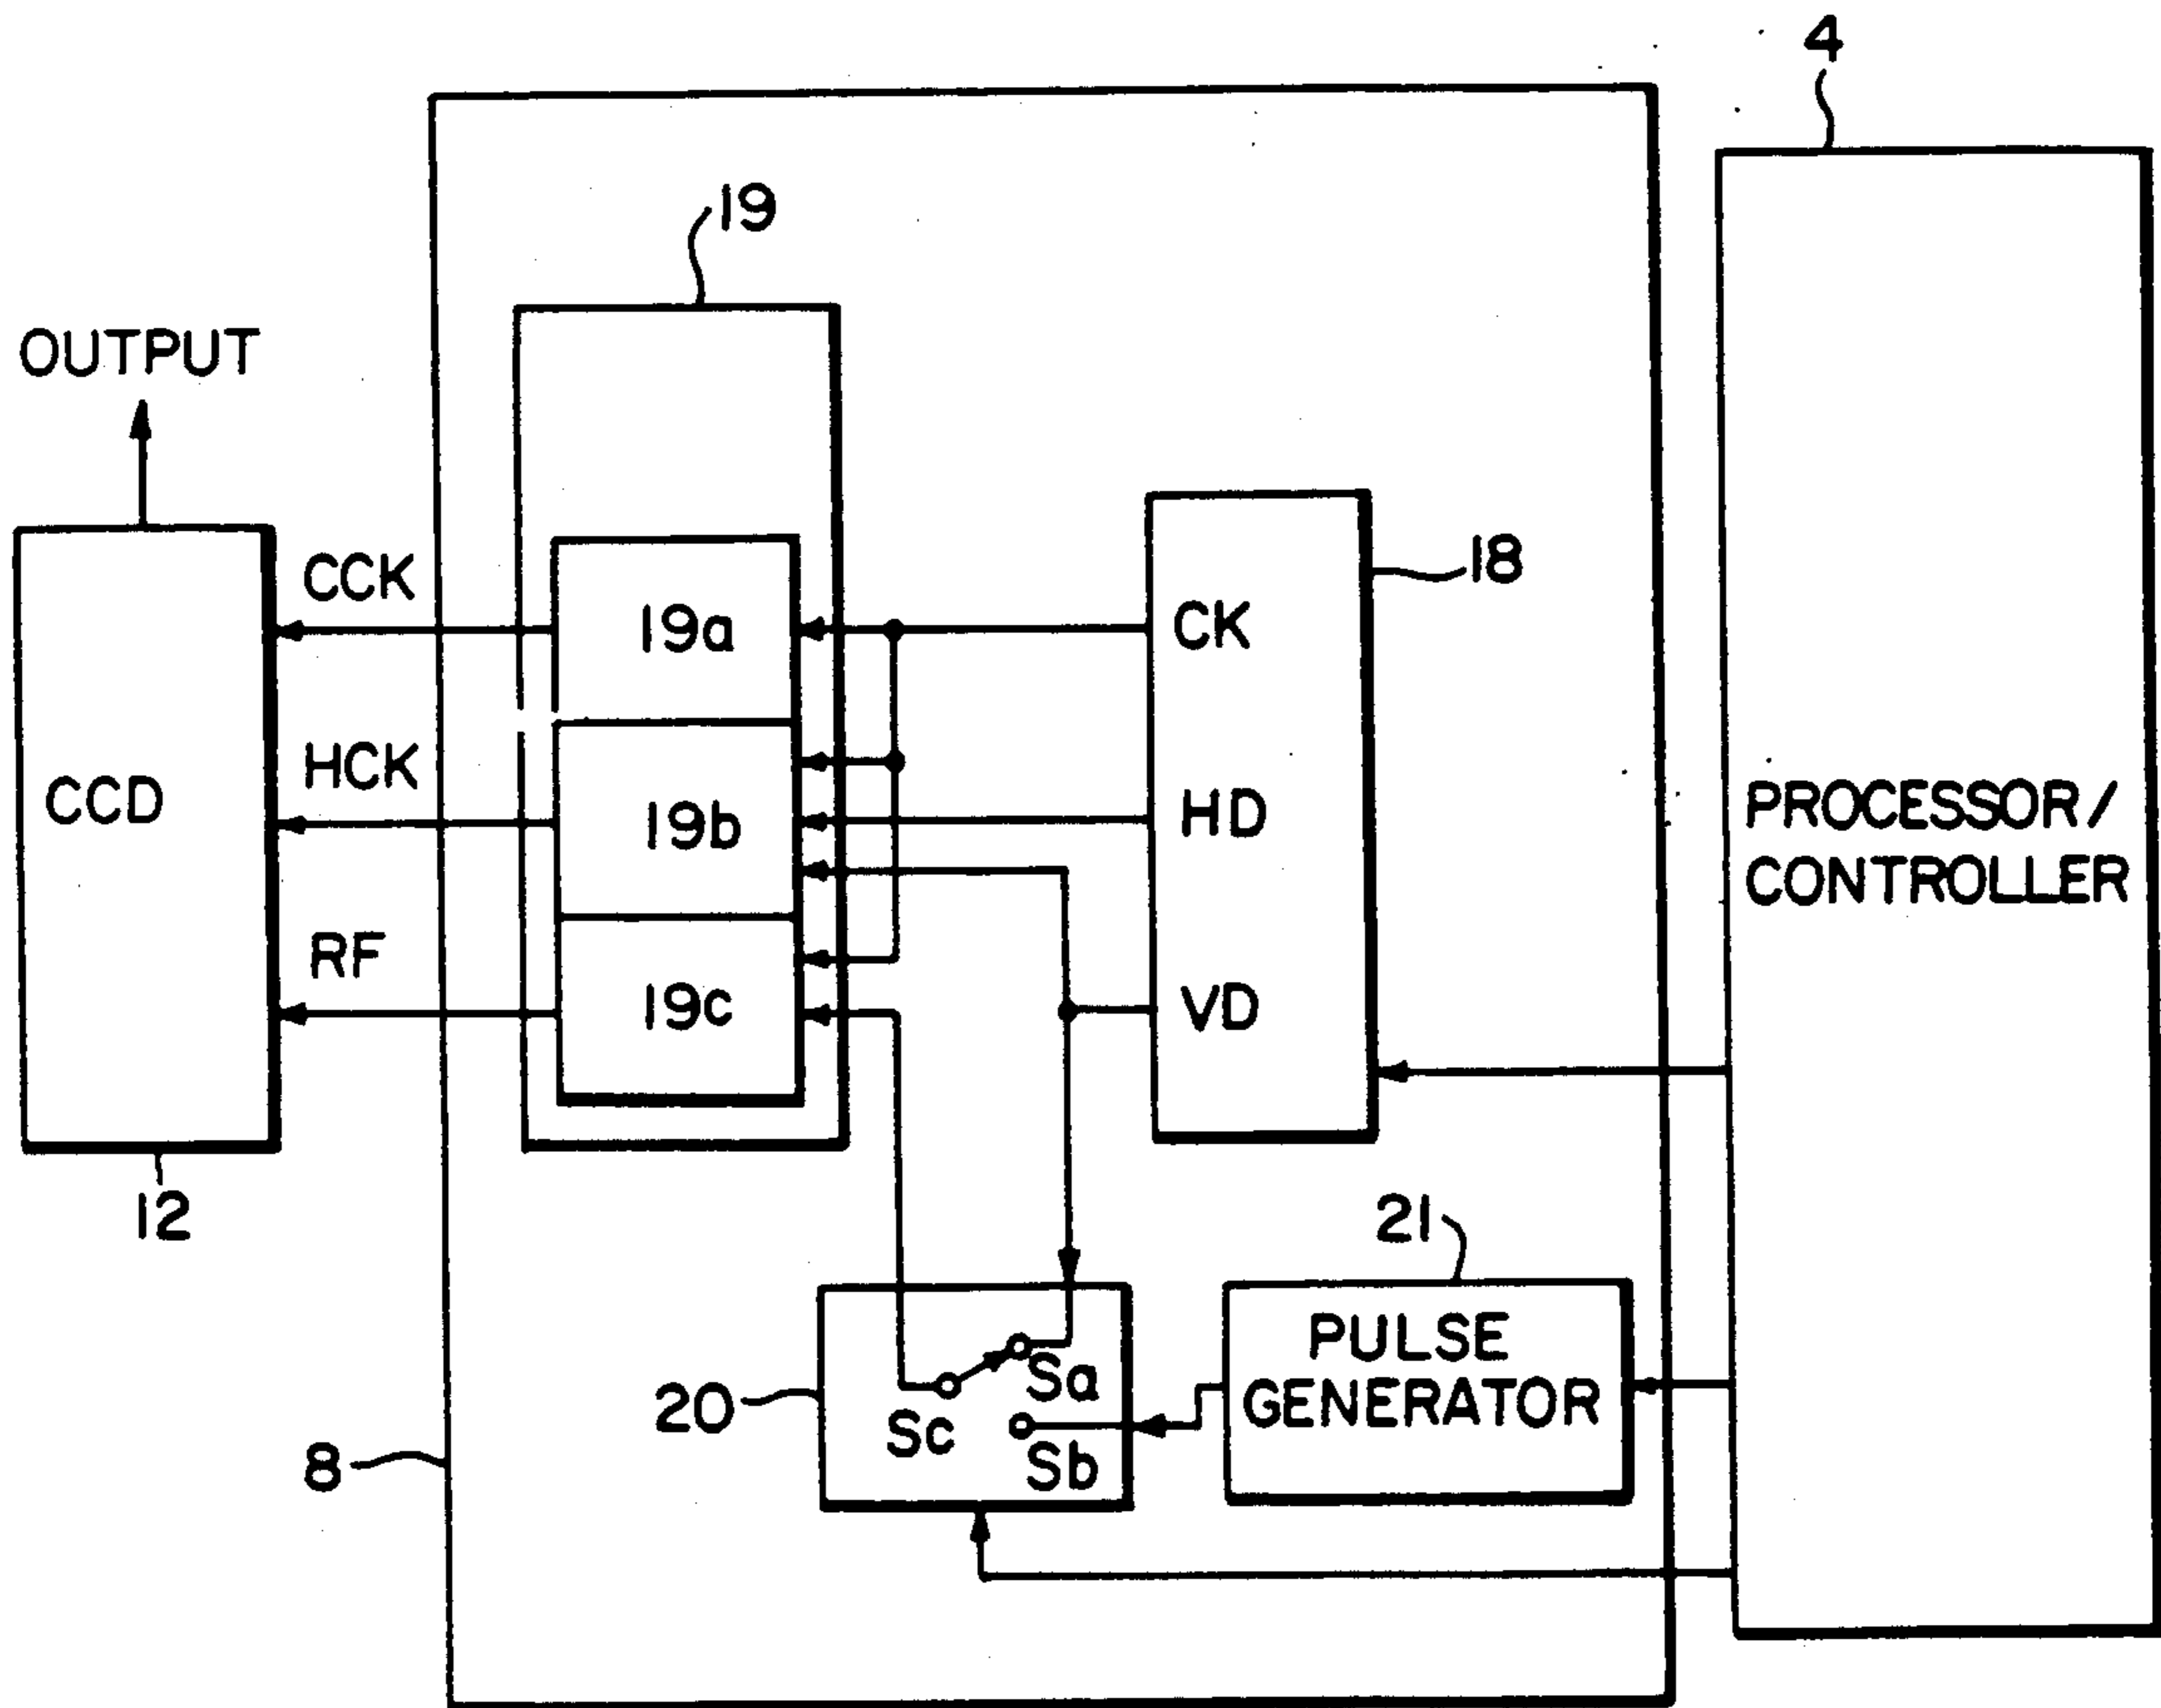 4
19
OUTPUT
18
CCK
19a
CK
HCK
CCD
19b
HD
PROCESSOR/
CONTROLLER
RF
19c
VD
12
21
PULSE
GENERATOR
Sa
20
Sc
Sb
8